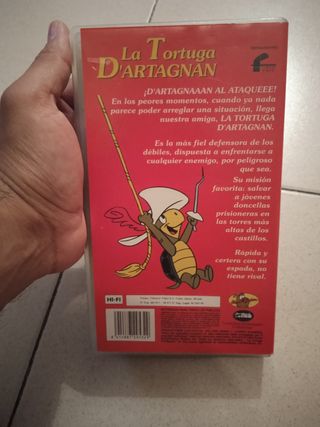 La Tortuga
D'ARTAGNAN
¡D'ARTAGNAAAN AL ATAQUEEE!
En los peores momentos, cuando ya nada
parece poder arreglar una situación, llega
nuestra amiga, LA TORTUGA
D'ARTAGNAN.
Es la más fiel defensora de los
débiles, dispuesta a enfrentarse a
cualquier enemigo, por peligroso
que sea.
Su misión
favorita: salvar a
jóvenes
doncellas
prisioneras en
las torres más
altas de los
castillos.
Rápida y
certera con su
espada, no
tiene rival.
HI-FI